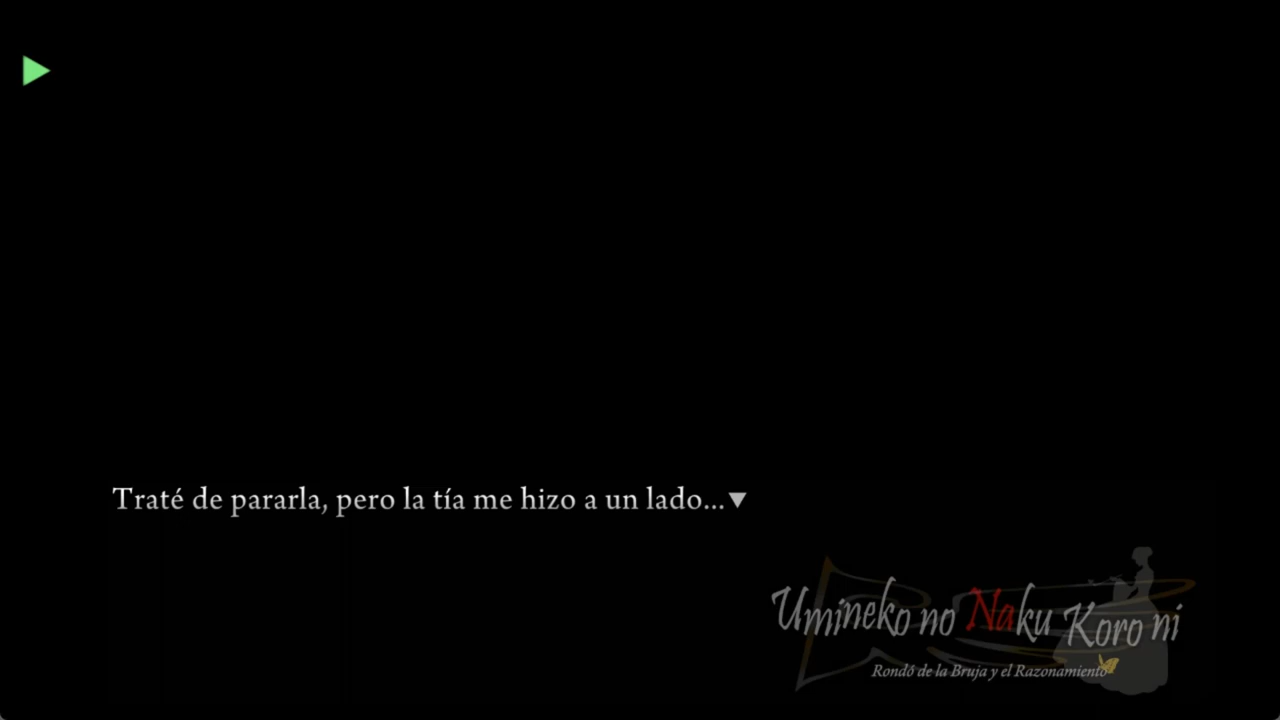 Traté de pararla, pero la tía me hizo a un lado...
Umineko no Naku Koro ni
Rondó de la Bruja y el Razonamiento